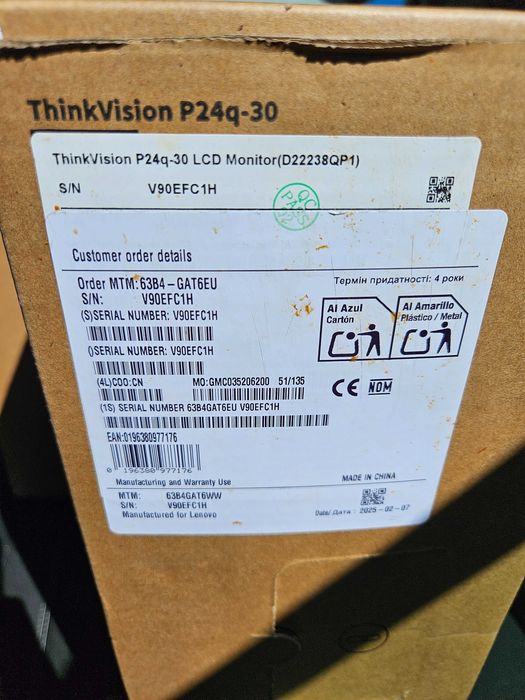 ThinkVision P24q-30
ThinkVision P24q-30 LCD Monitor(D22238QP1)
S/N V90EFC1H
QC PASS
Customer order details
Order MTM:63B4-GAT6EU
S/N: V90EFC1H
(S)SERIAL NUMBER: V90EFC1H
()SERIAL NUMBER: V90EFC1H
(4L)COO:CN MO:GMC035206200 51/135
(1S) SERIAL NUMBER 63B4GAT6EU V90EFC1H
EAN:0196380977176
0 196380 977176
Термін придатності: 4 роки
Al Azul
Cartón
Al Amarillo
Plástico / Metal
CE NOM
Manufacturing and Warranty Use
MTM: 63B4GAT6WW
S/N: V90EFC1H
Manufactured for Lenovo
MADE IN CHINA
Date/Дата : 2025-02-07